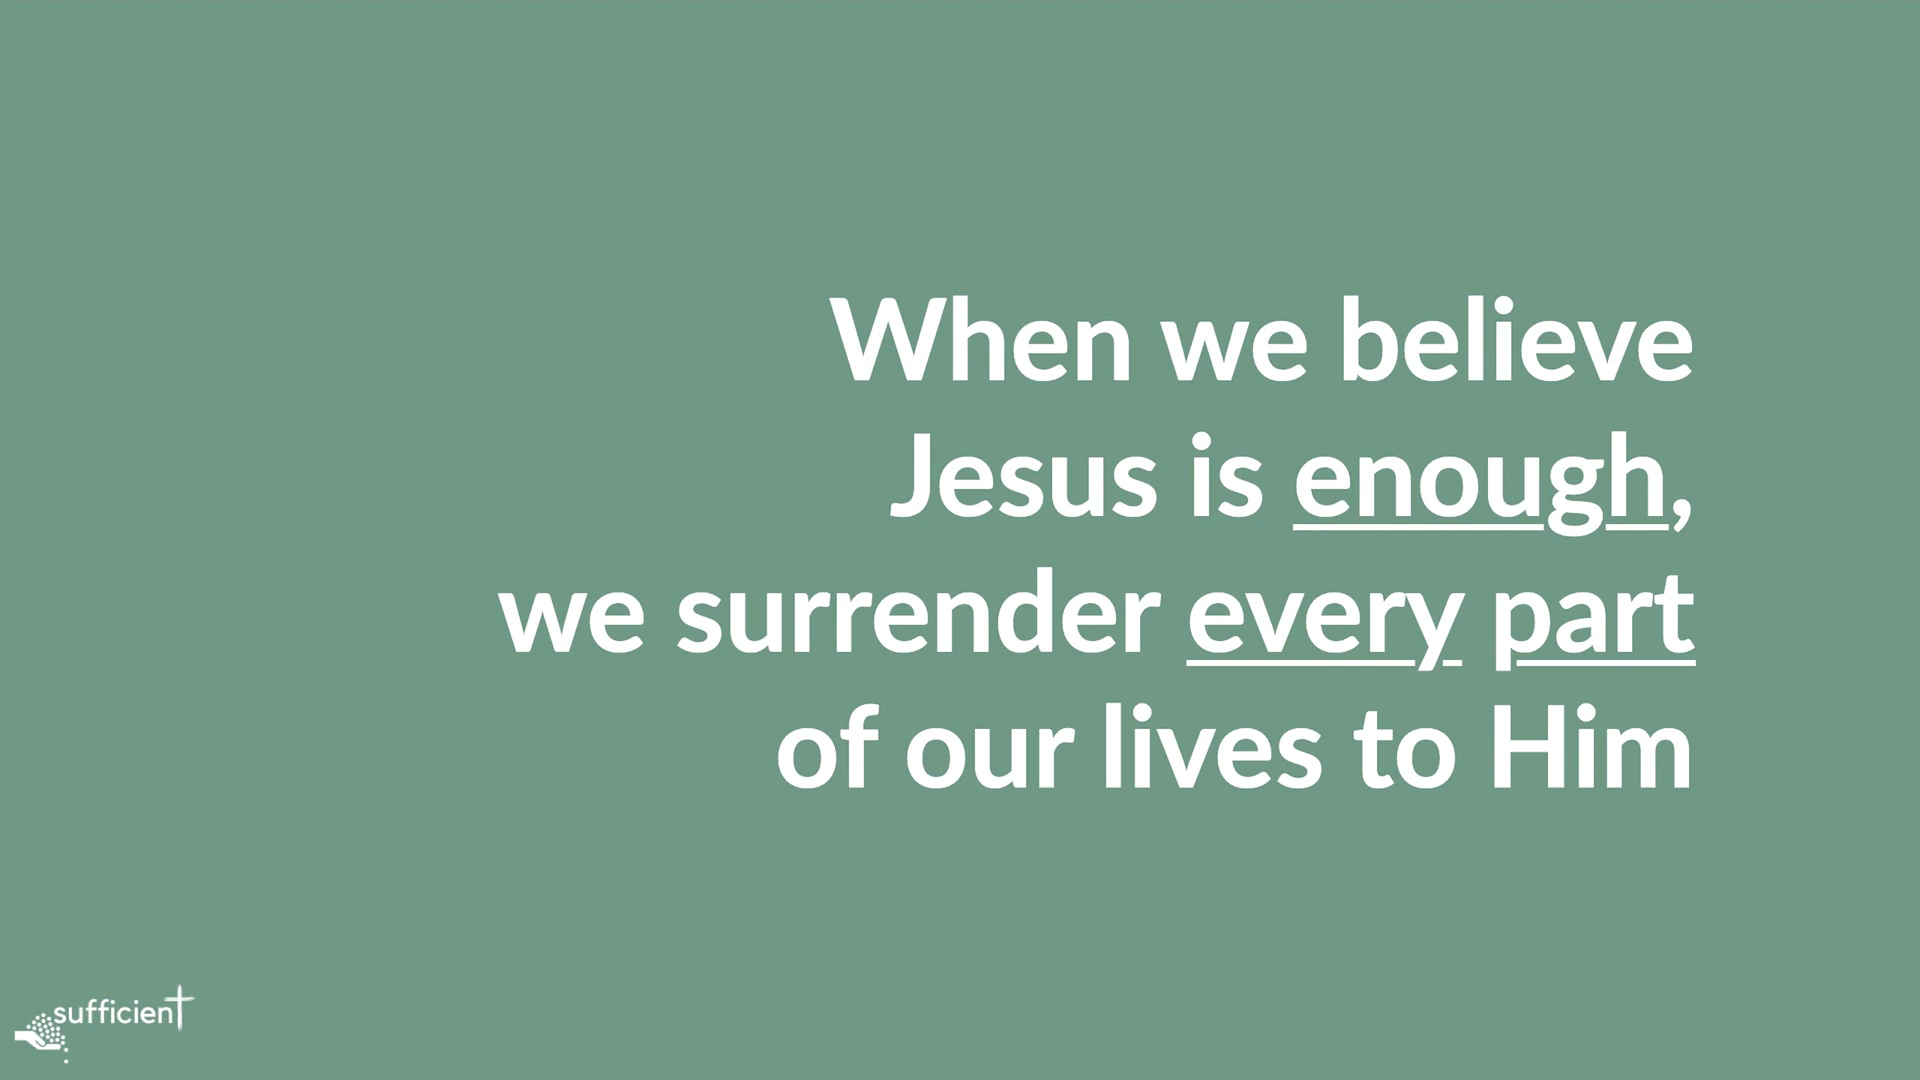 When we believe
Jesus is enough,
we surrender every part
of our lives to Him
sufficient